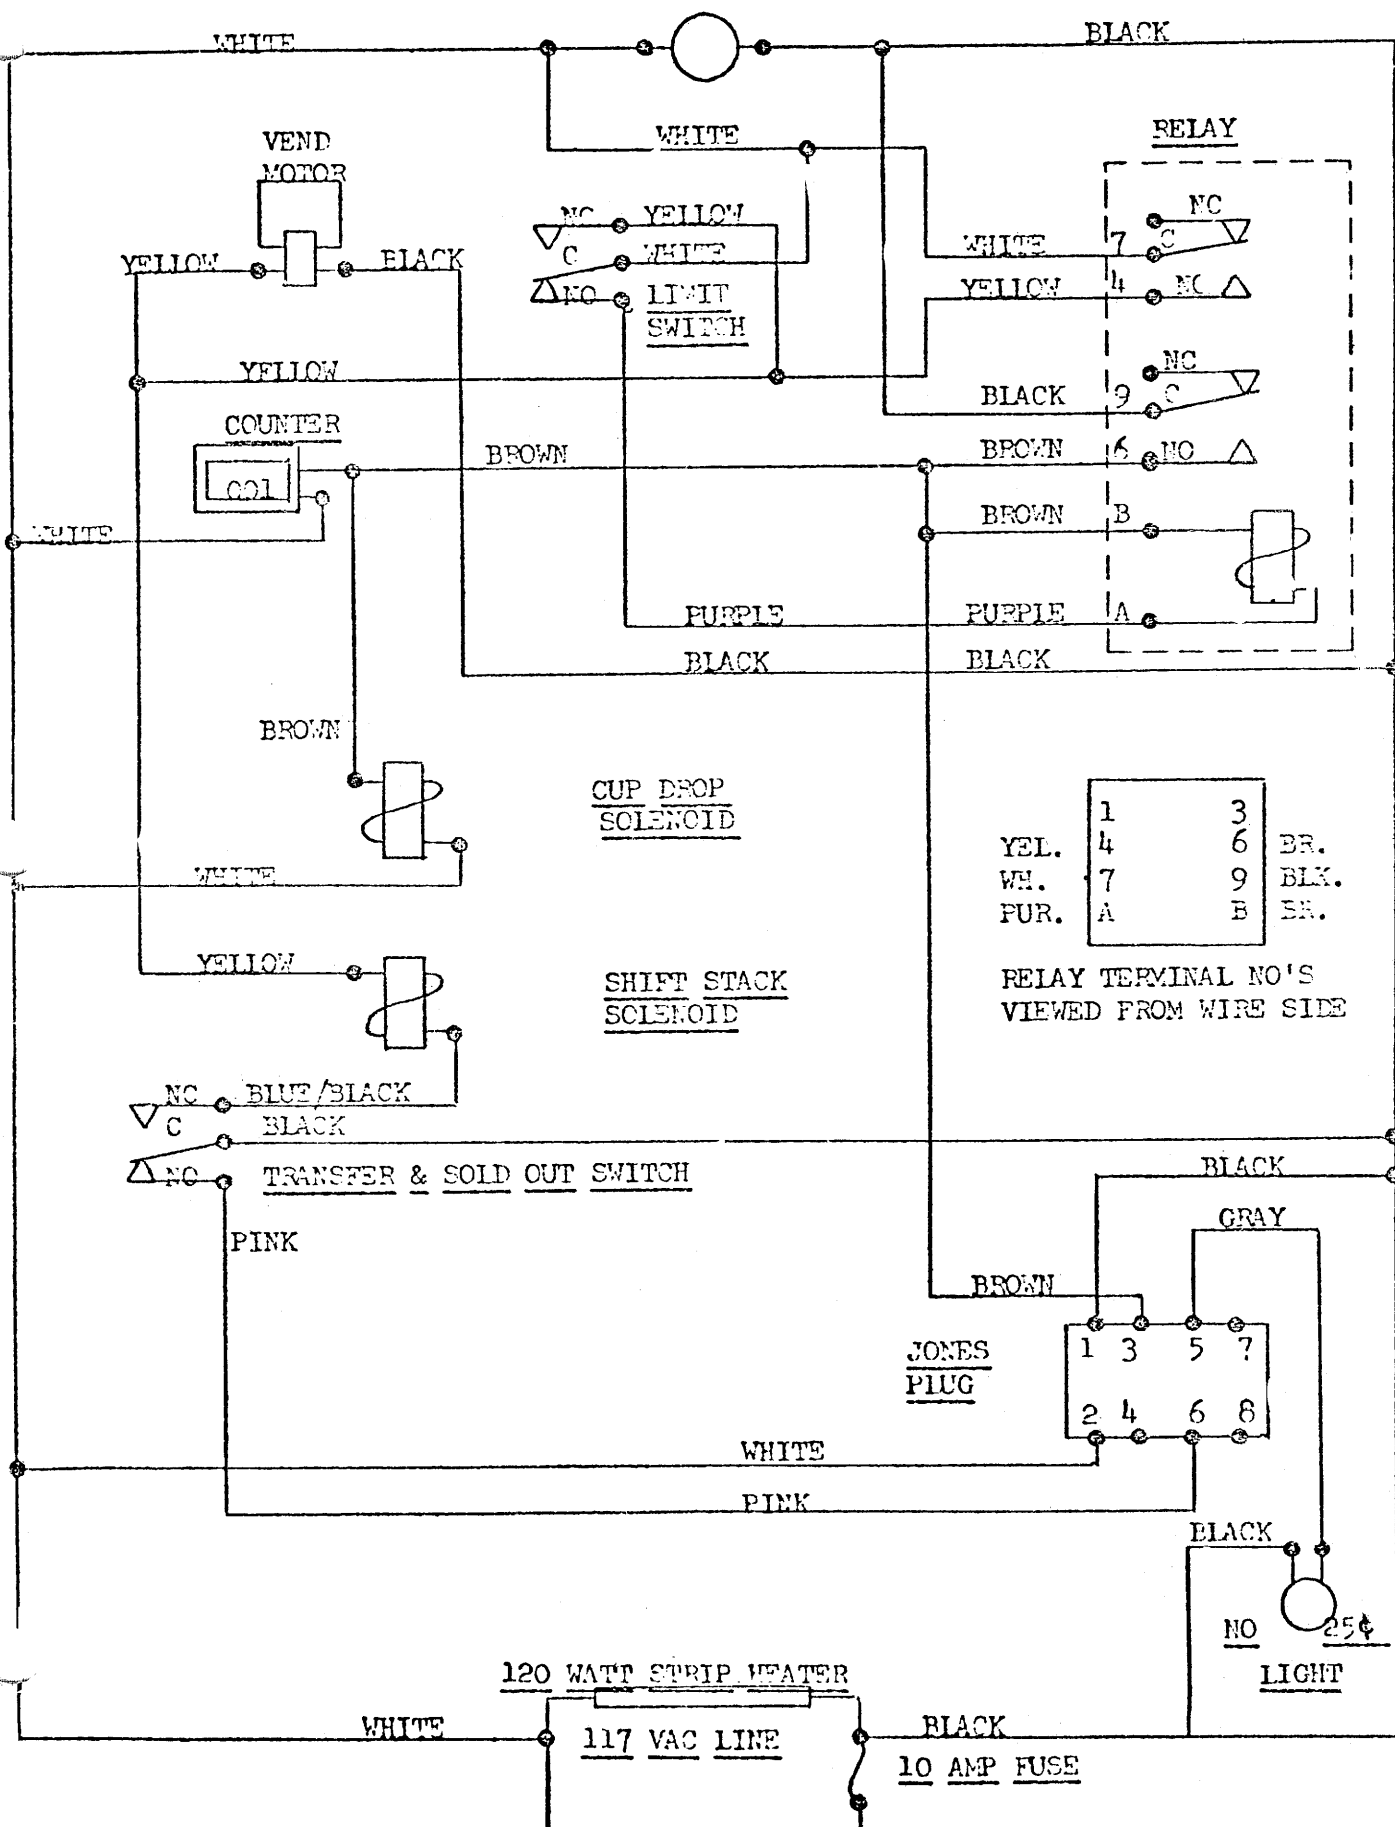 WHITE
BLACK
WHITE
RELAY
VEND
MOTOR
NC YELLOW
NC
YELLOW
BLACK
C WHITE
WHITE 7 C
NO LIMIT
SWITCH
YELLOW 4 NO
YELLOW
NC
BLACK 9 C
COUNTER
001
BROWN
BROWN 6 NO
WHITE
BROWN B
PURPLE
PURPLE A
BLACK
BLACK
BROWN
CUP DROP
SOLENOID
1 3
YEL. 4 6 BR.
WH. 7 9 BLK.
PUR. A B BR.
WHITE
YELLOW
SHIFT STACK
SOLENOID
RELAY TERMINAL NO'S
VIEWED FROM WIRE SIDE
NC BLUE/BLACK
C BLACK
NO TRANSFER & SOLD OUT SWITCH
BLACK
GRAY
PINK
BROWN
JONES
PLUG
1 3 5 7
2 4 6 8
WHITE
PINK
BLACK
NO 25¢
LIGHT
120 WATT STRIP HEATER
WHITE
117 VAC LINE
BLACK
10 AMP FUSE